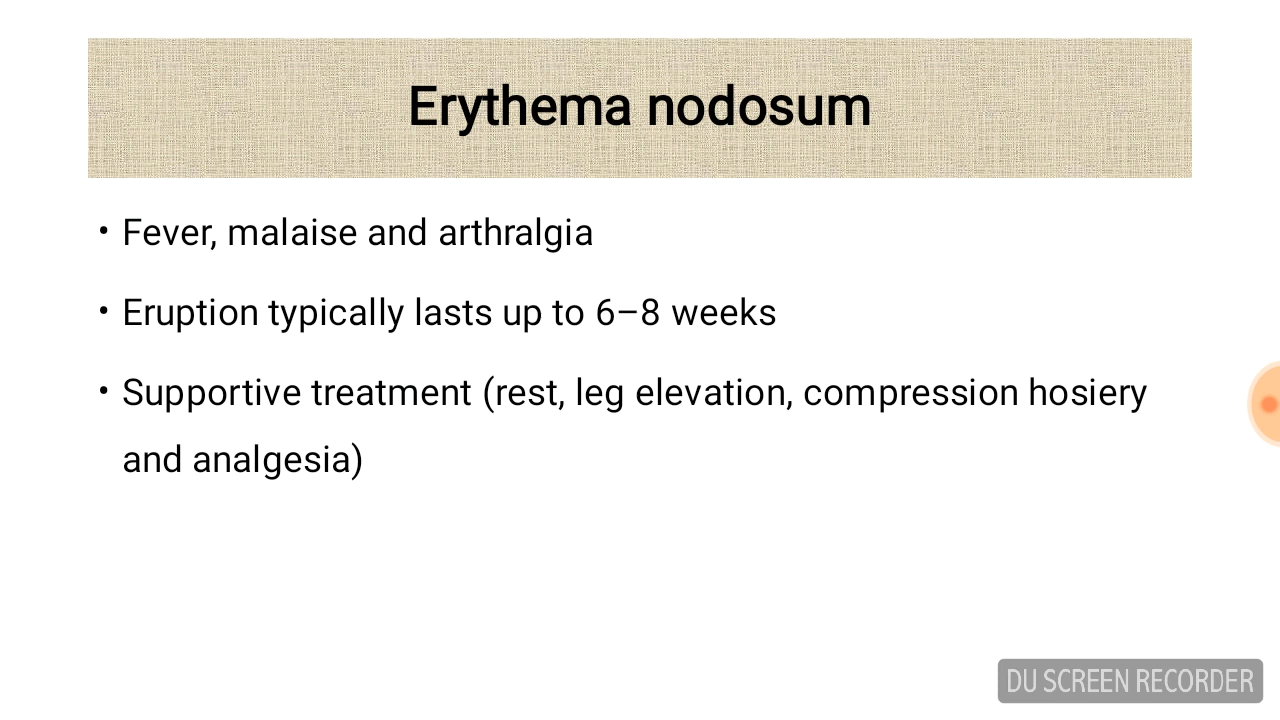 Erythema nodosum
• Fever, malaise and arthralgia
• Eruption typically lasts up to 6–8 weeks
• Supportive treatment (rest, leg elevation, compression hosiery
and analgesia)
DU SCREEN RECORDER